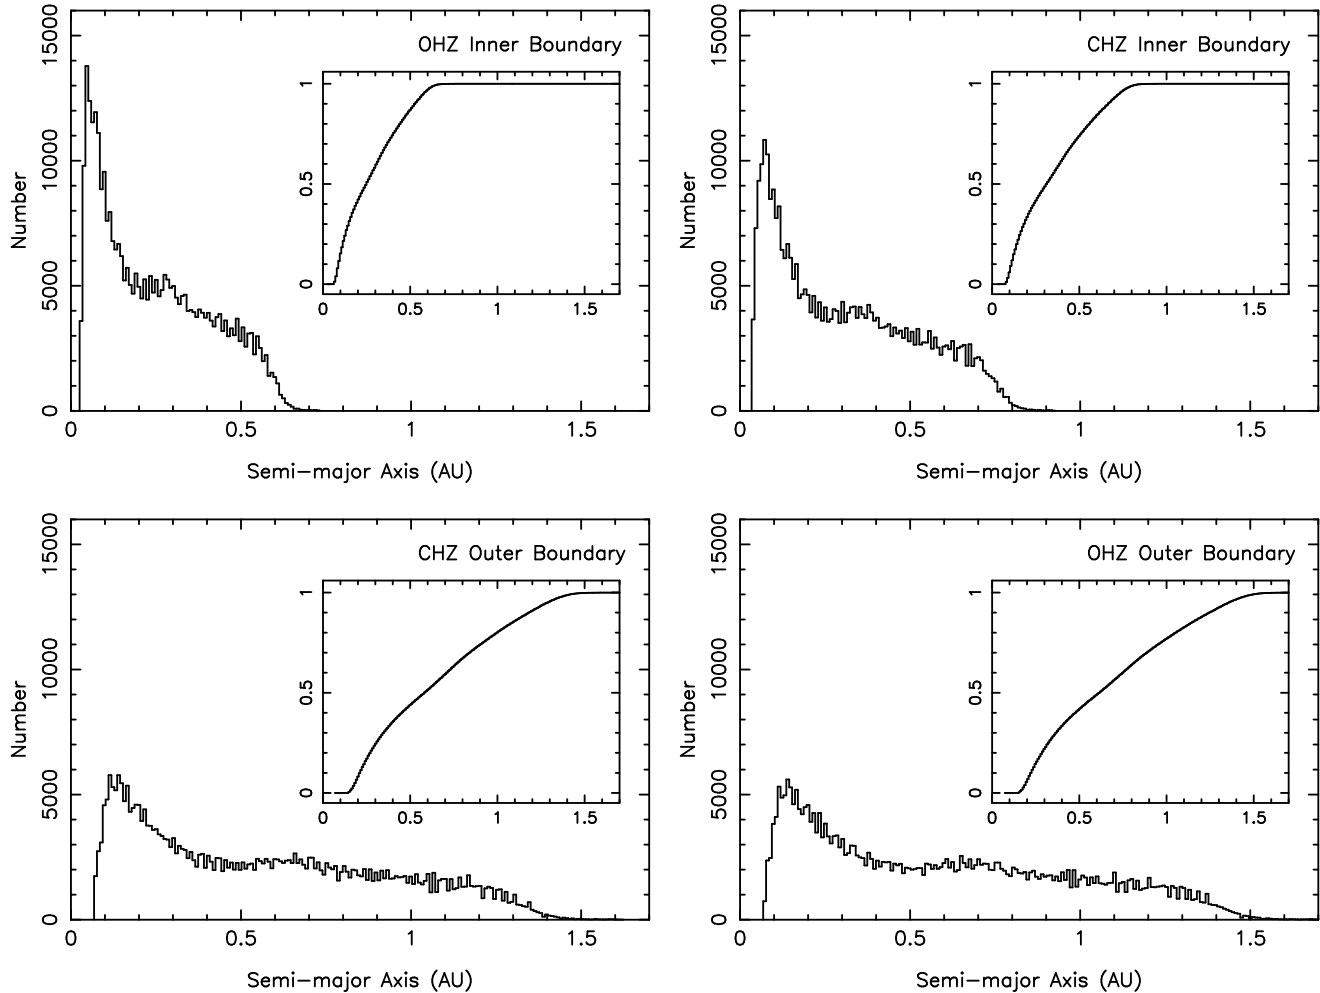 OHZ Inner Boundary
Number
0 5000 10000 15000
0 0.5 1
0 0.5 1 1.5
0 0.5 1 1.5
Semi-major Axis (AU)
CHZ Inner Boundary
Number
0 5000 10000 15000
0 0.5 1
0 0.5 1 1.5
0 0.5 1 1.5
Semi-major Axis (AU)
CHZ Outer Boundary
Number
0 5000 10000 15000
0 0.5 1
0 0.5 1 1.5
0 0.5 1 1.5
Semi-major Axis (AU)
OHZ Outer Boundary
Number
0 5000 10000 15000
0 0.5 1
0 0.5 1 1.5
0 0.5 1 1.5
Semi-major Axis (AU)